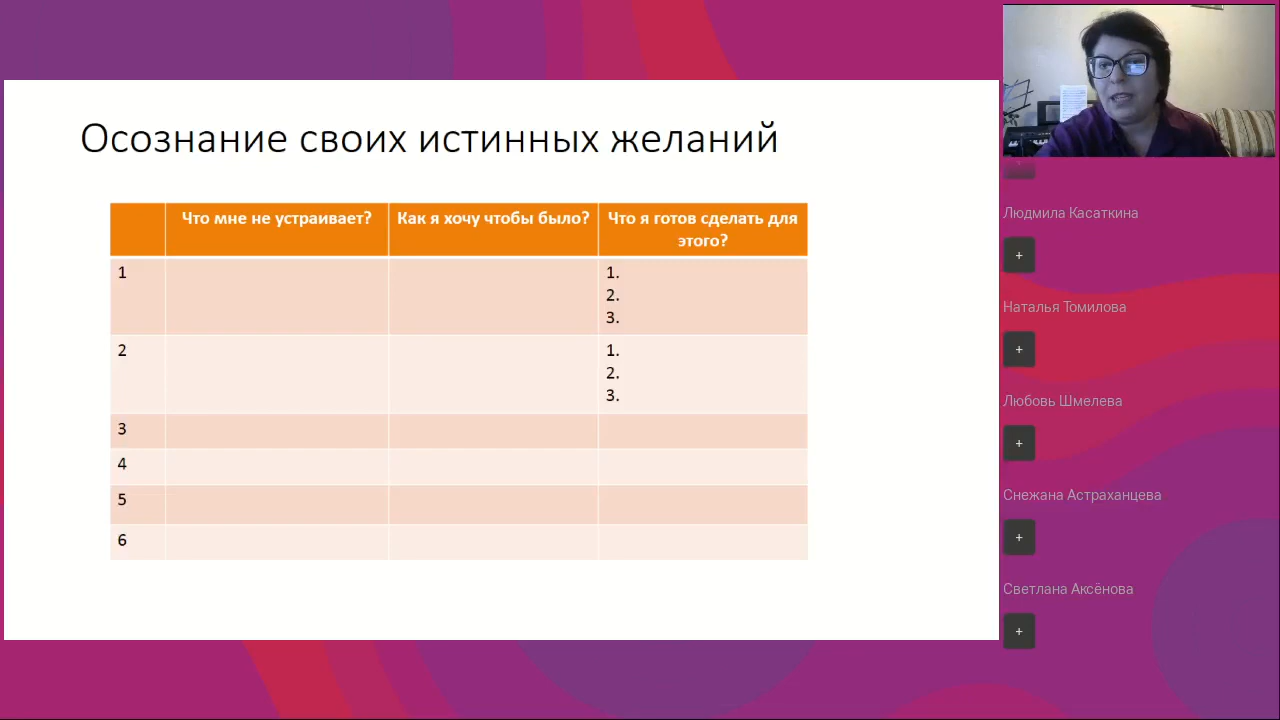 Осознание своих истинных желаний
Что мне не устраивает?
Как я хочу чтобы было?
Что я готов сделать для
этого?
1
1.
2.
3.
2
1.
2.
3.
3
4
5
6
Людмила Касаткина
+
Наталья Томилова
+
Любовь Шмелева
+
Снежана Астраханцева
+
Светлана Аксёнова
+